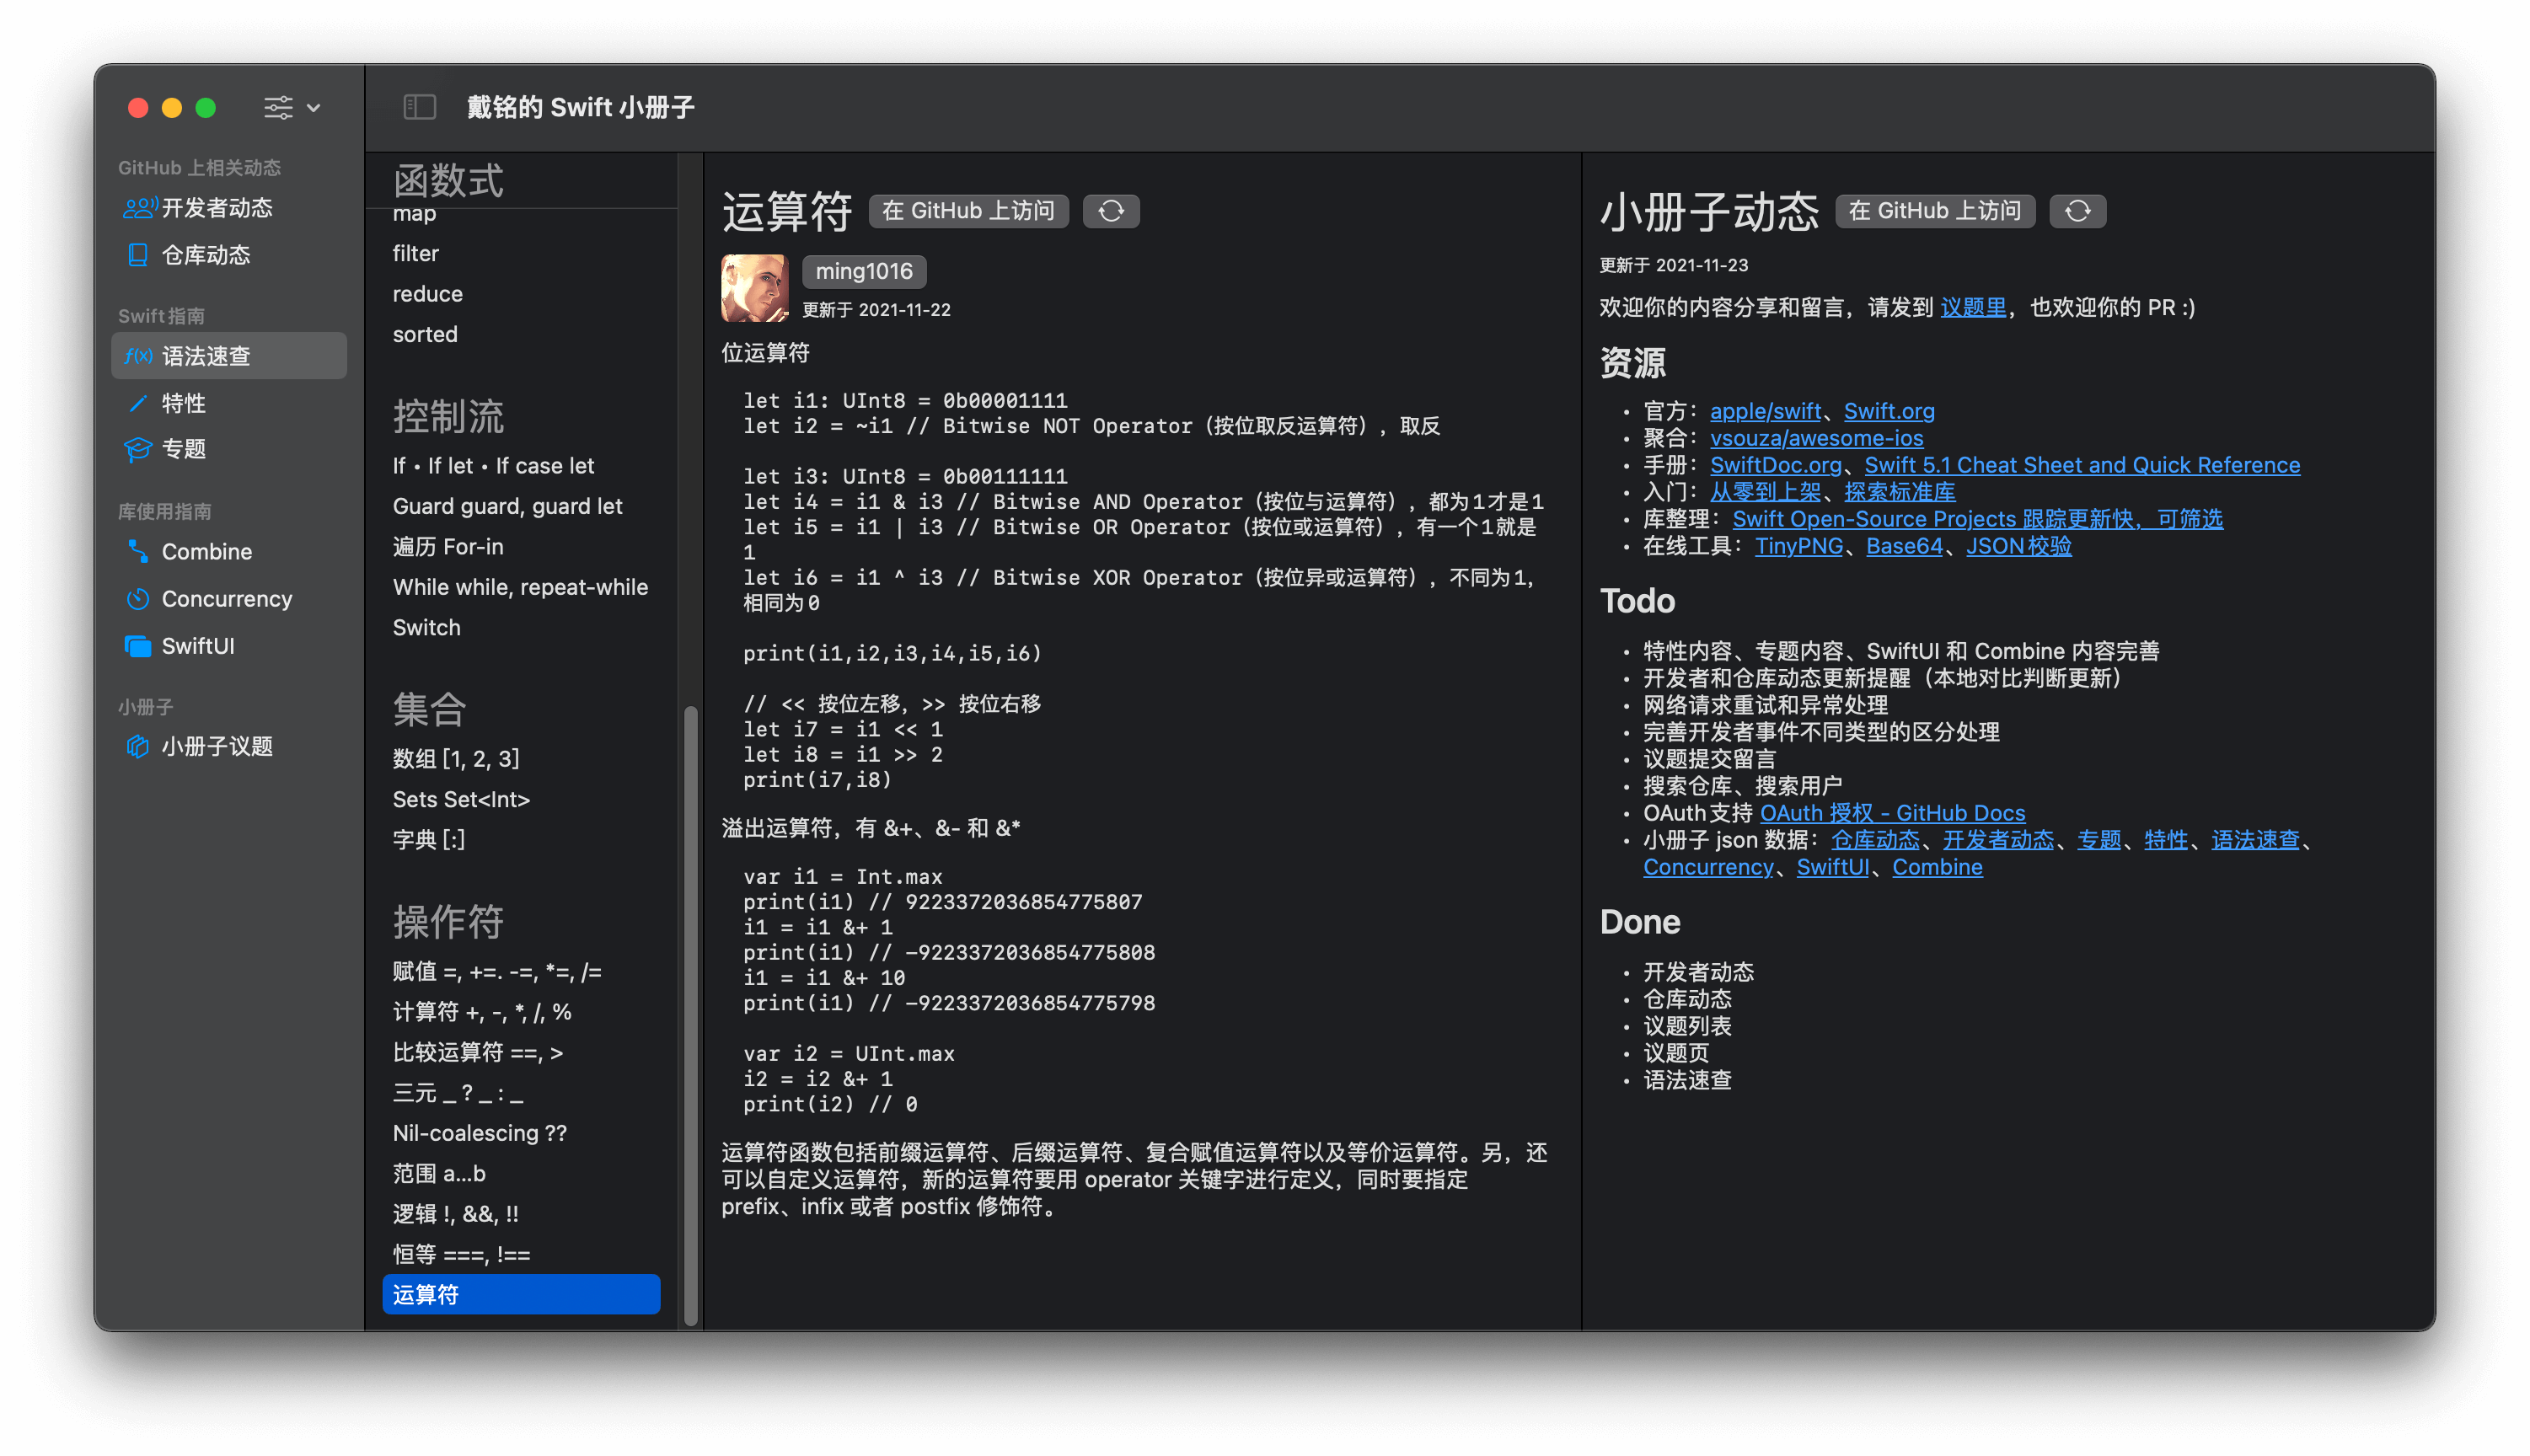 戴铭的 Swift 小册子
GitHub 上相关动态
开发者动态
仓库动态
Swift指南
f(x) 语法速查
特性
专题
库使用指南
Combine
Concurrency
SwiftUI
小册子
小册子议题
函数式
map
filter
reduce
sorted
控制流
If • If let • If case let
Guard guard, guard let
遍历 For-in
While while, repeat-while
Switch
集合
数组 [1, 2, 3]
Sets Set<Int>
字典 [:]
操作符
赋值 =, +=. -=, *=, /=
计算符 +, -, *, /, %
比较运算符 ==, >
三元 _ ? _ : _
Nil-coalescing ??
范围 a...b
逻辑 !, &&, !!
恒等 ===, !==
运算符
运算符 在 GitHub 上访问
ming1016
更新于 2021-11-22
位运算符
let i1: UInt8 = 0b00001111
let i2 = ~i1 // Bitwise NOT Operator（按位取反运算符），取反
let i3: UInt8 = 0b00111111
let i4 = i1 & i3 // Bitwise AND Operator（按位与运算符），都为1才是1
let i5 = i1 | i3 // Bitwise OR Operator（按位或运算符），有一个1就是
1
let i6 = i1 ^ i3 // Bitwise XOR Operator（按位异或运算符），不同为1，
相同为0
print(i1,i2,i3,i4,i5,i6)
// << 按位左移，>> 按位右移
let i7 = i1 << 1
let i8 = i1 >> 2
print(i7,i8)
溢出运算符，有 &+、&- 和 &*
var i1 = Int.max
print(i1) // 9223372036854775807
i1 = i1 &+ 1
print(i1) // -9223372036854775808
i1 = i1 &+ 10
print(i1) // -9223372036854775798
var i2 = UInt.max
i2 = i2 &+ 1
print(i2) // 0
运算符函数包括前缀运算符、后缀运算符、复合赋值运算符以及等价运算符。另，还
可以自定义运算符，新的运算符要用 operator 关键字进行定义，同时要指定
prefix、infix 或者 postfix 修饰符。
小册子动态 在 GitHub 上访问
更新于 2021-11-23
欢迎你的内容分享和留言，请发到 议题里，也欢迎你的 PR :)
资源
• 官方：apple/swift、Swift.org
• 聚合：vsouza/awesome-ios
• 手册：SwiftDoc.org、Swift 5.1 Cheat Sheet and Quick Reference
• 入门：从零到上架、探索标准库
• 库整理：Swift Open-Source Projects 跟踪更新快，可筛选
• 在线工具：TinyPNG、Base64、JSON校验
Todo
• 特性内容、专题内容、SwiftUI 和 Combine 内容完善
• 开发者和仓库动态更新提醒（本地对比判断更新）
• 网络请求重试和异常处理
• 完善开发者事件不同类型的区分处理
• 议题提交留言
• 搜索仓库、搜索用户
• OAuth支持 OAuth 授权 - GitHub Docs
• 小册子 json 数据：仓库动态、开发者动态、专题、特性、语法速查、
Concurrency、SwiftUI、Combine
Done
• 开发者动态
• 仓库动态
• 议题列表
• 议题页
• 语法速查